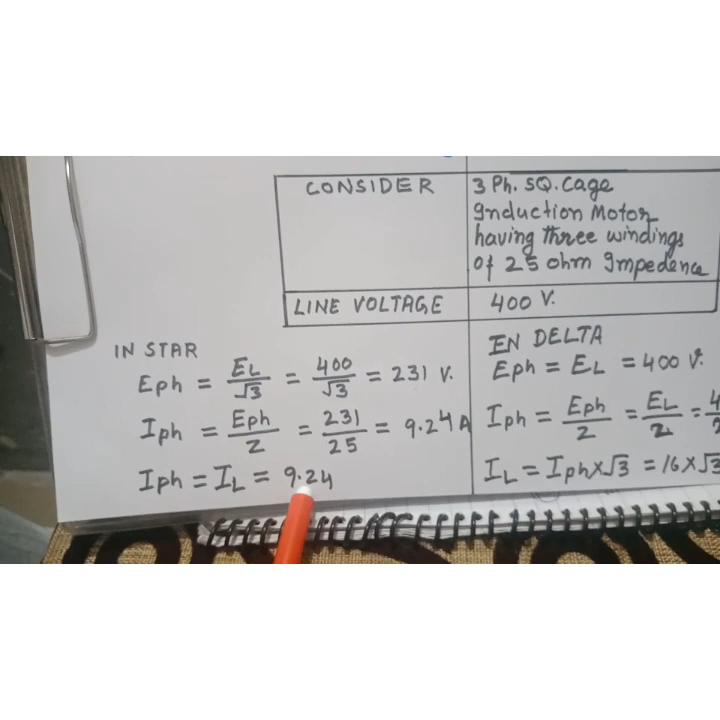 CONSIDER
3 Ph. SQ. Cage
Induction Motor
having three windings
of 25 ohm Impedence
LINE VOLTAGE
400 V.
IN STAR
Eph = EL/√3 = 400/√3 = 231 V.
Iph = Eph/Z = 231/25 = 9.24 A
Iph = IL = 9.24
EN DELTA
Eph = EL = 400 V.
Iph = Eph/Z = EL/Z =
IL = Iph×√3 = 16×√3